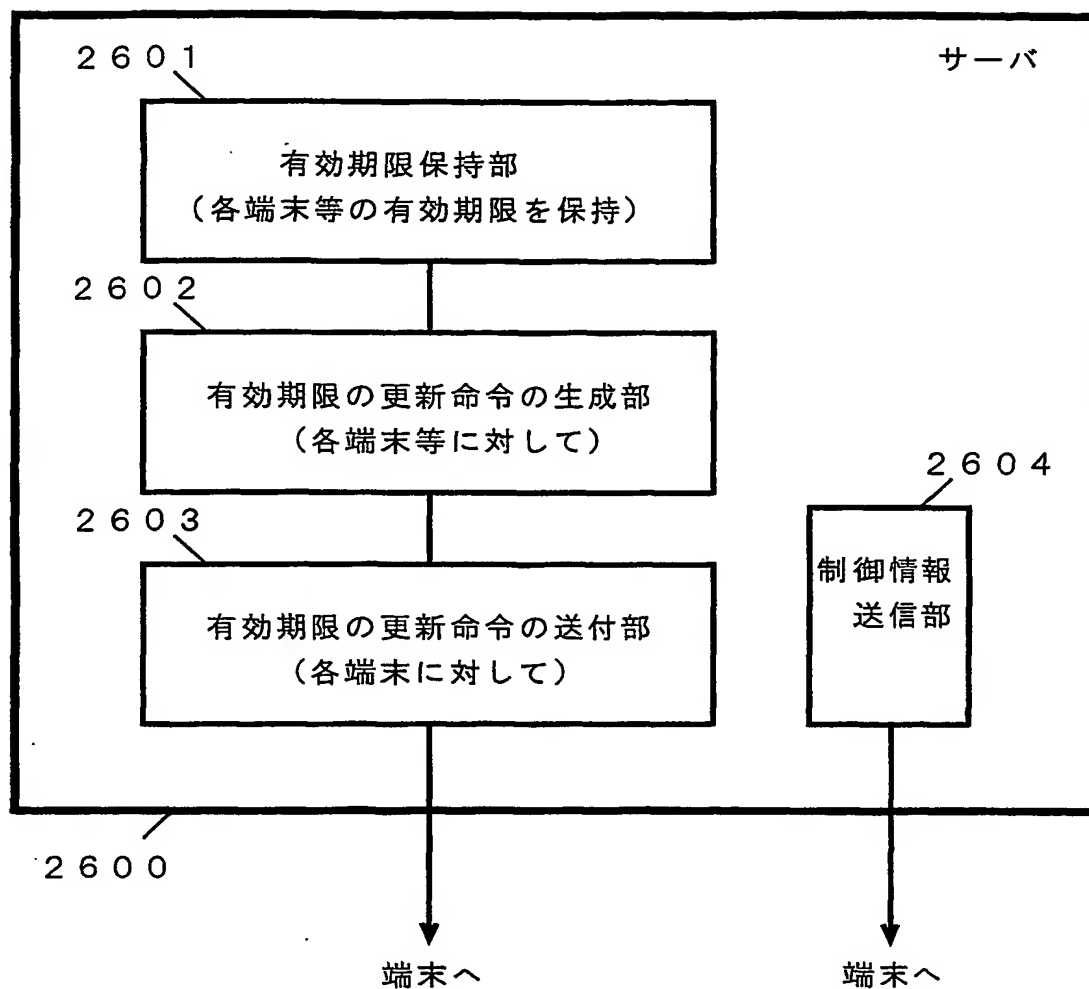 ２６０１
サーバ
有効期限保持部
（各端末等の有効期限を保持）
２６０２
有効期限の更新命令の生成部
（各端末等に対して）
２６０４
２６０３
制御情報
送信部
有効期限の更新命令の送付部
（各端末に対して）
２６００
端末へ
端末へ